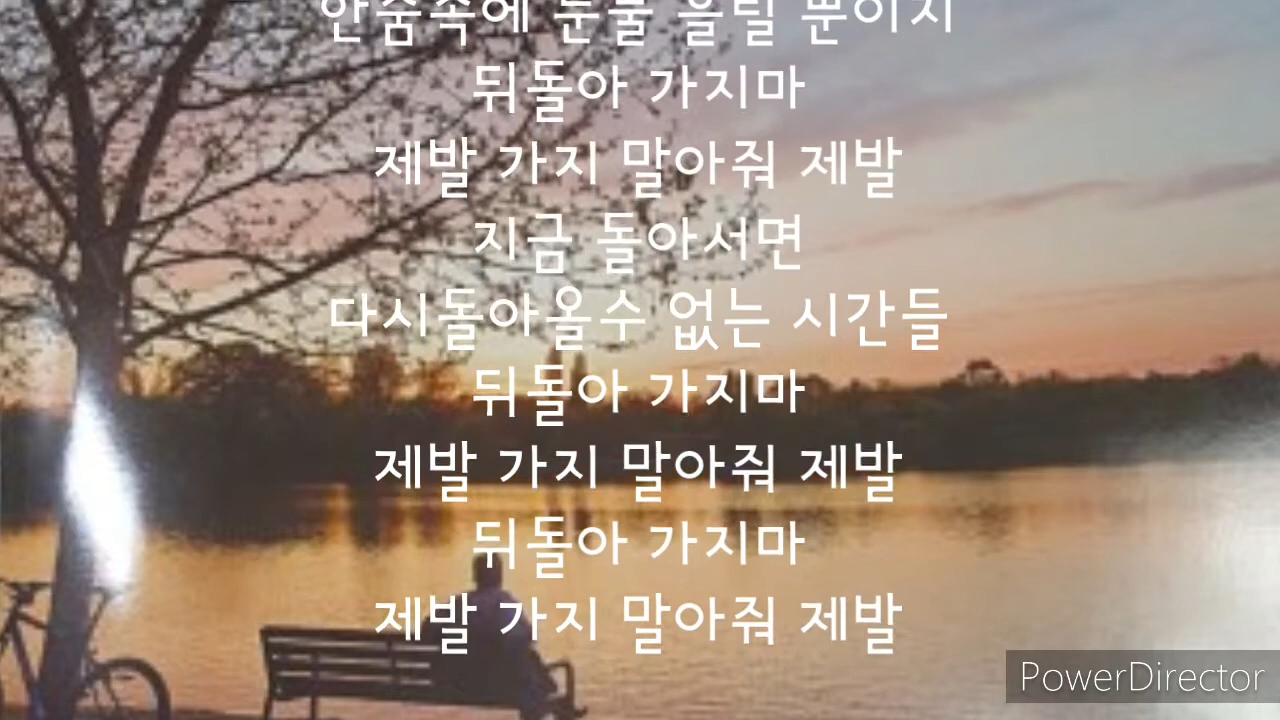 한숨속에 눈물 흘릴 뿐이지
뒤돌아 가지마
제발 가지 말아줘 제발
지금 돌아서면
다시돌아올수 없는 시간들
뒤돌아 가지마
제발 가지 말아줘 제발
뒤돌아 가지마
제발 가지 말아줘 제발
PowerDirector